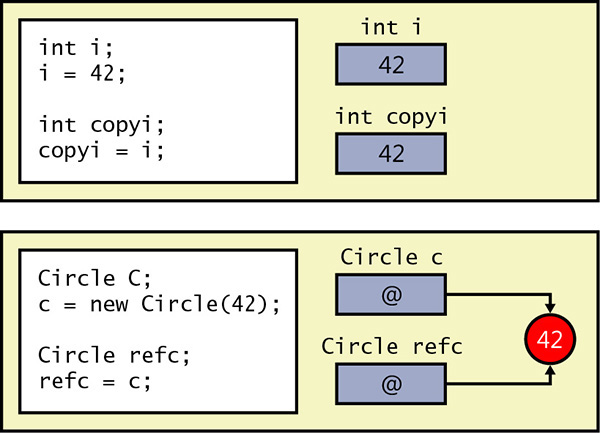 int i;
i = 42;
int copyi;
copyi = i;
int i
42
int copyi
42
Circle C;
c = new Circle(42);
Circle refc;
refc = c;
Circle c
@
Circle refc
@
42